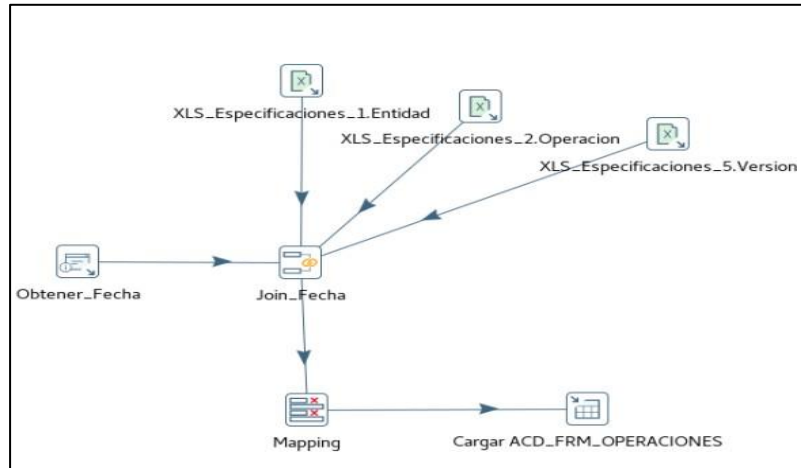 XLS_Especificaciones_1.Entidad
XLS_Especificaciones_2.Operacion
XLS_Especificaciones_5.Version
Obtener_Fecha
Join_Fecha
Mapping
Cargar ACD_FRM_OPERACIONES